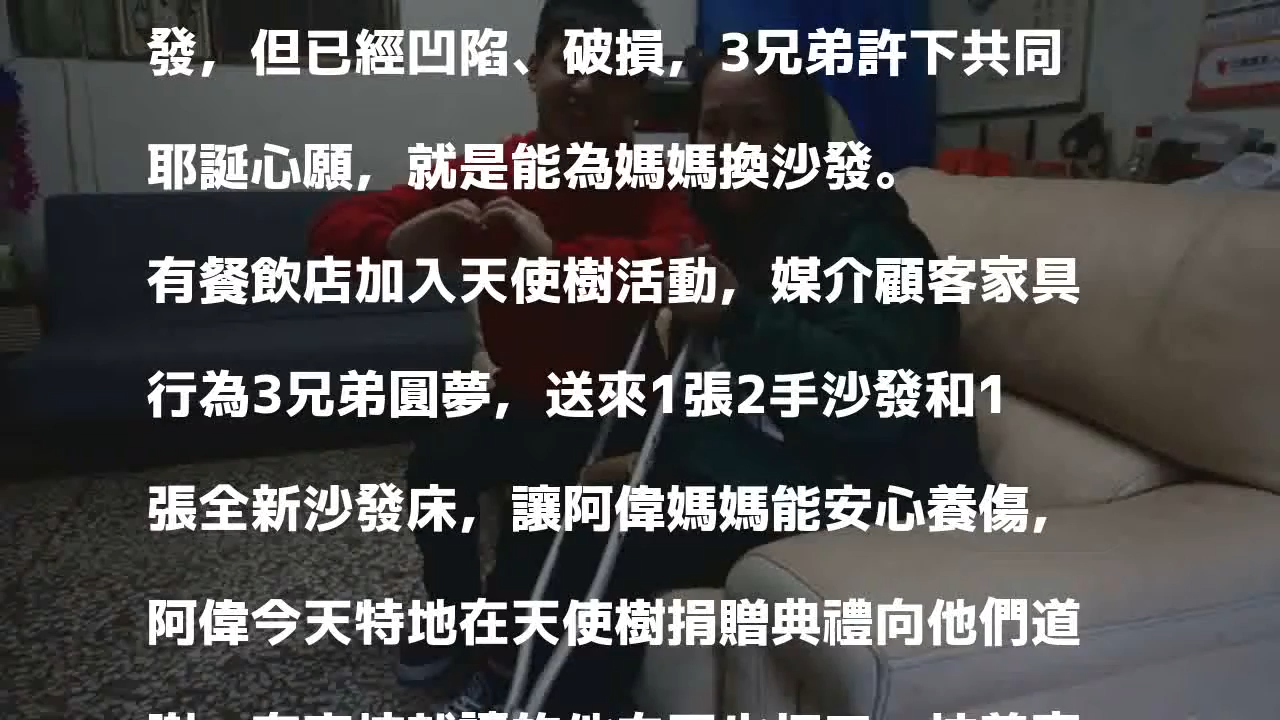 發，但已經凹陷、破損，3兄弟許下共同
耶誕心願，就是能為媽媽換沙發。
有餐飲店加入天使樹活動，媒介顧客家具
行為3兄弟圓夢，送來1張2手沙發和1
張全新沙發床，讓阿偉媽媽能安心養傷，
阿偉今天特地在天使樹捐贈典禮向他們道